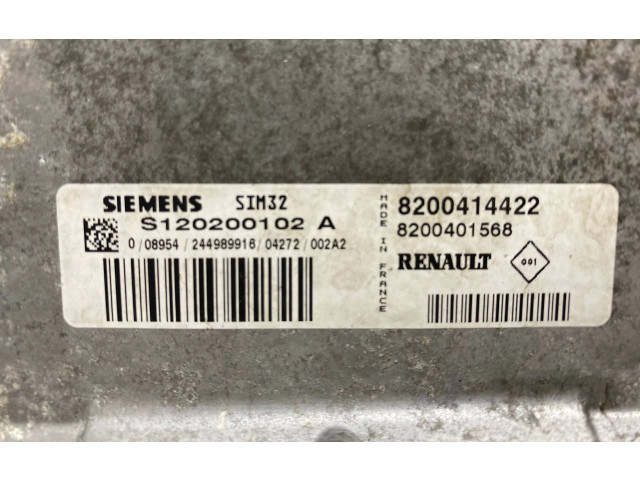 SIEMENS SIM32
S120200102 A
0 / 08954 / 244989916 / 04272 / 002A2
MADE IN FRANCE
8200414422
8200401568
RENAULT 001